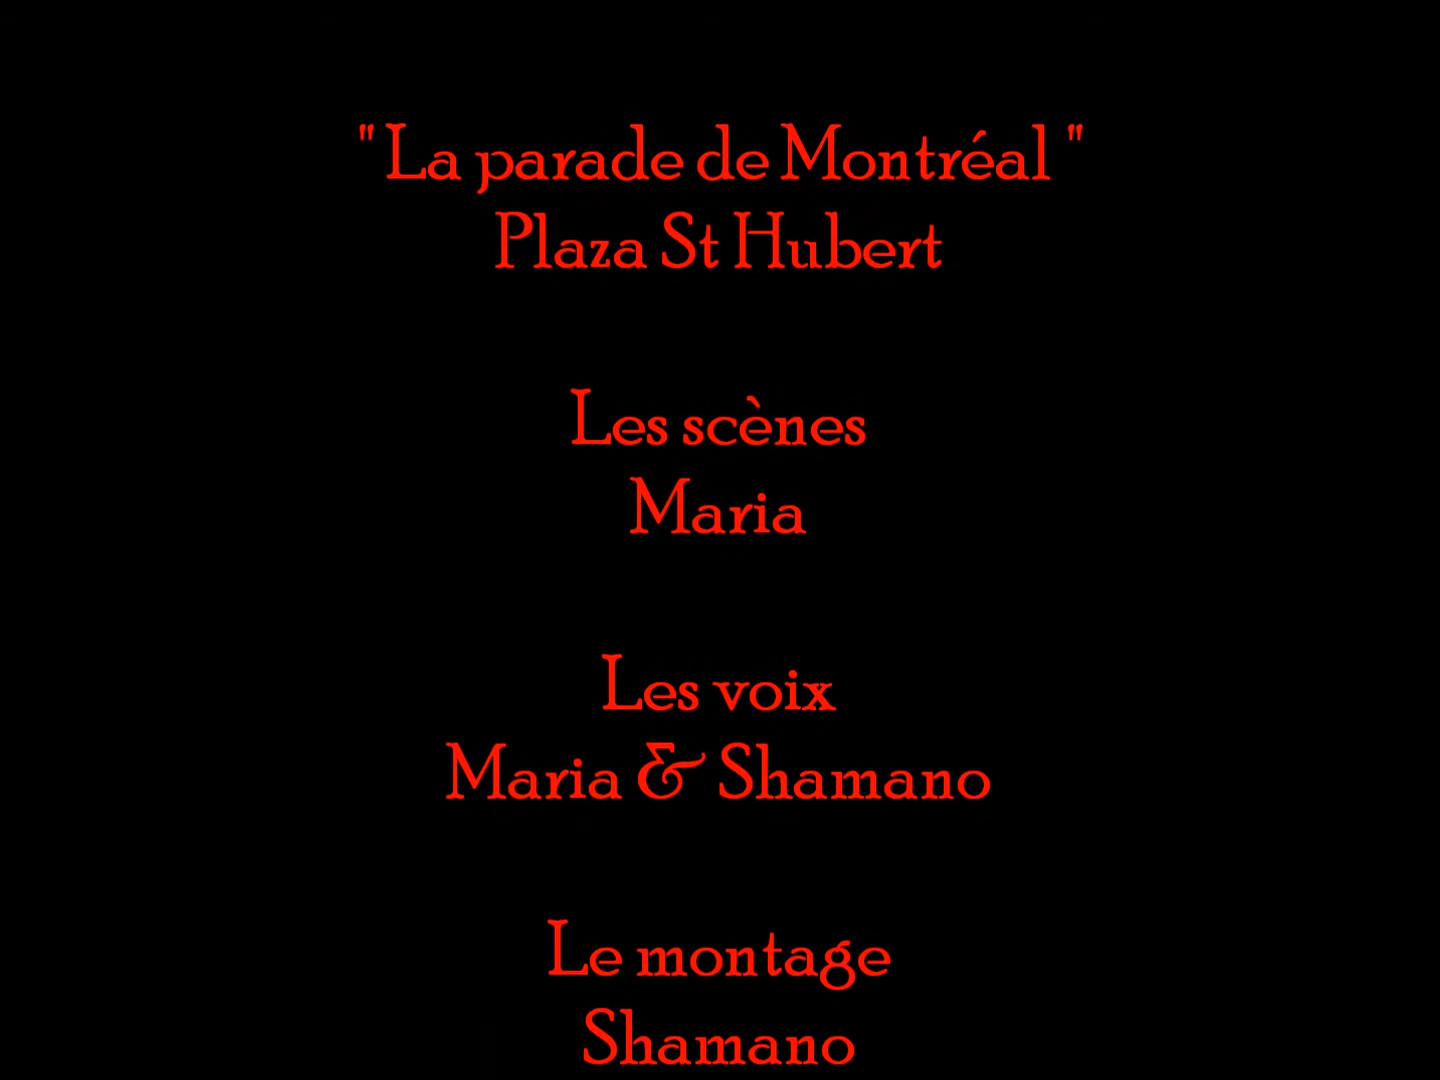 " La parade de Montréal "
Plaza St Hubert
Les scènes
Maria
Les voix
Maria & Shamano
Le montage
Shamano